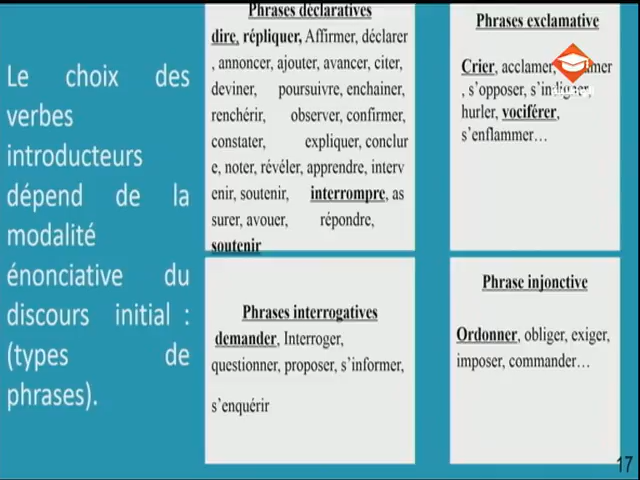 Le choix des
verbes
introducteurs
dépend de la
modalité
énonciative du
discours initial :
(types de
phrases).
Phrases déclaratives
dire, répliquer, Affirmer, déclarer
, annoncer, ajouter, avancer, citer,
deviner, poursuivre, enchainer,
renchérir, observer, confirmer,
constater, expliquer, conclur
e, noter, révéler, apprendre, interv
enir, soutenir, interrompre, as
surer, avouer, répondre,
soutenir
Phrases exclamative
Crier, acclamer,
, s'opposer, s'indigner,
hurler, vociférer,
s'enflammer…
Phrases interrogatives
demander, Interroger,
questionner, proposer, s'informer,
s'enquérir
Phrase injonctive
Ordonner, obliger, exiger,
imposer, commander…
17